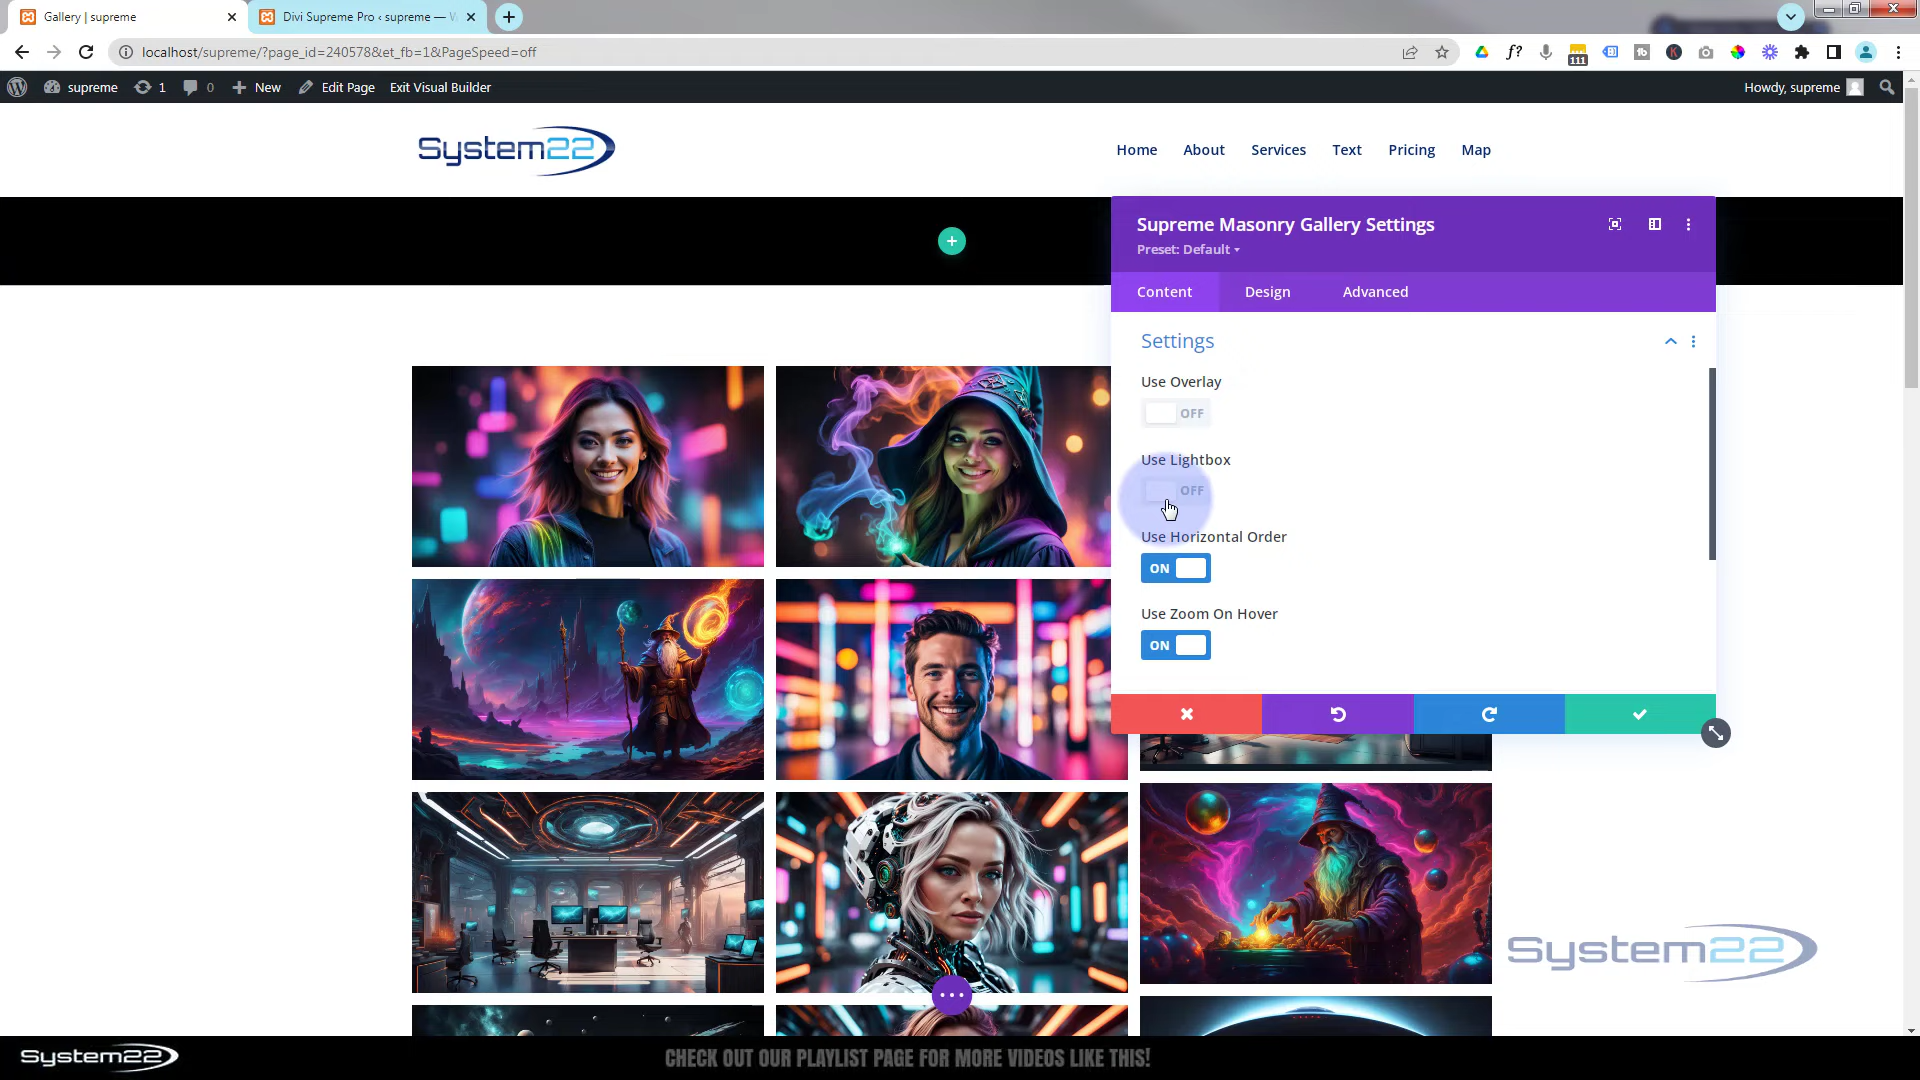 Gallery | supreme
Divi Supreme Pro ‹ supreme — W
localhost/supreme/?page_id=240578&et_fb=1&PageSpeed=off
f?
111
supreme
1
0
New
Edit Page
Exit Visual Builder
Howdy, supreme
System22
Home
About
Services
Text
Pricing
Map
Supreme Masonry Gallery Settings
Preset: Default
Content
Design
Advanced
Settings
Use Overlay
OFF
Use Lightbox
OFF
Use Horizontal Order
ON
Use Zoom On Hover
ON
System22
System22
CHECK OUT OUR PLAYLIST PAGE FOR MORE VIDEOS LIKE THIS!